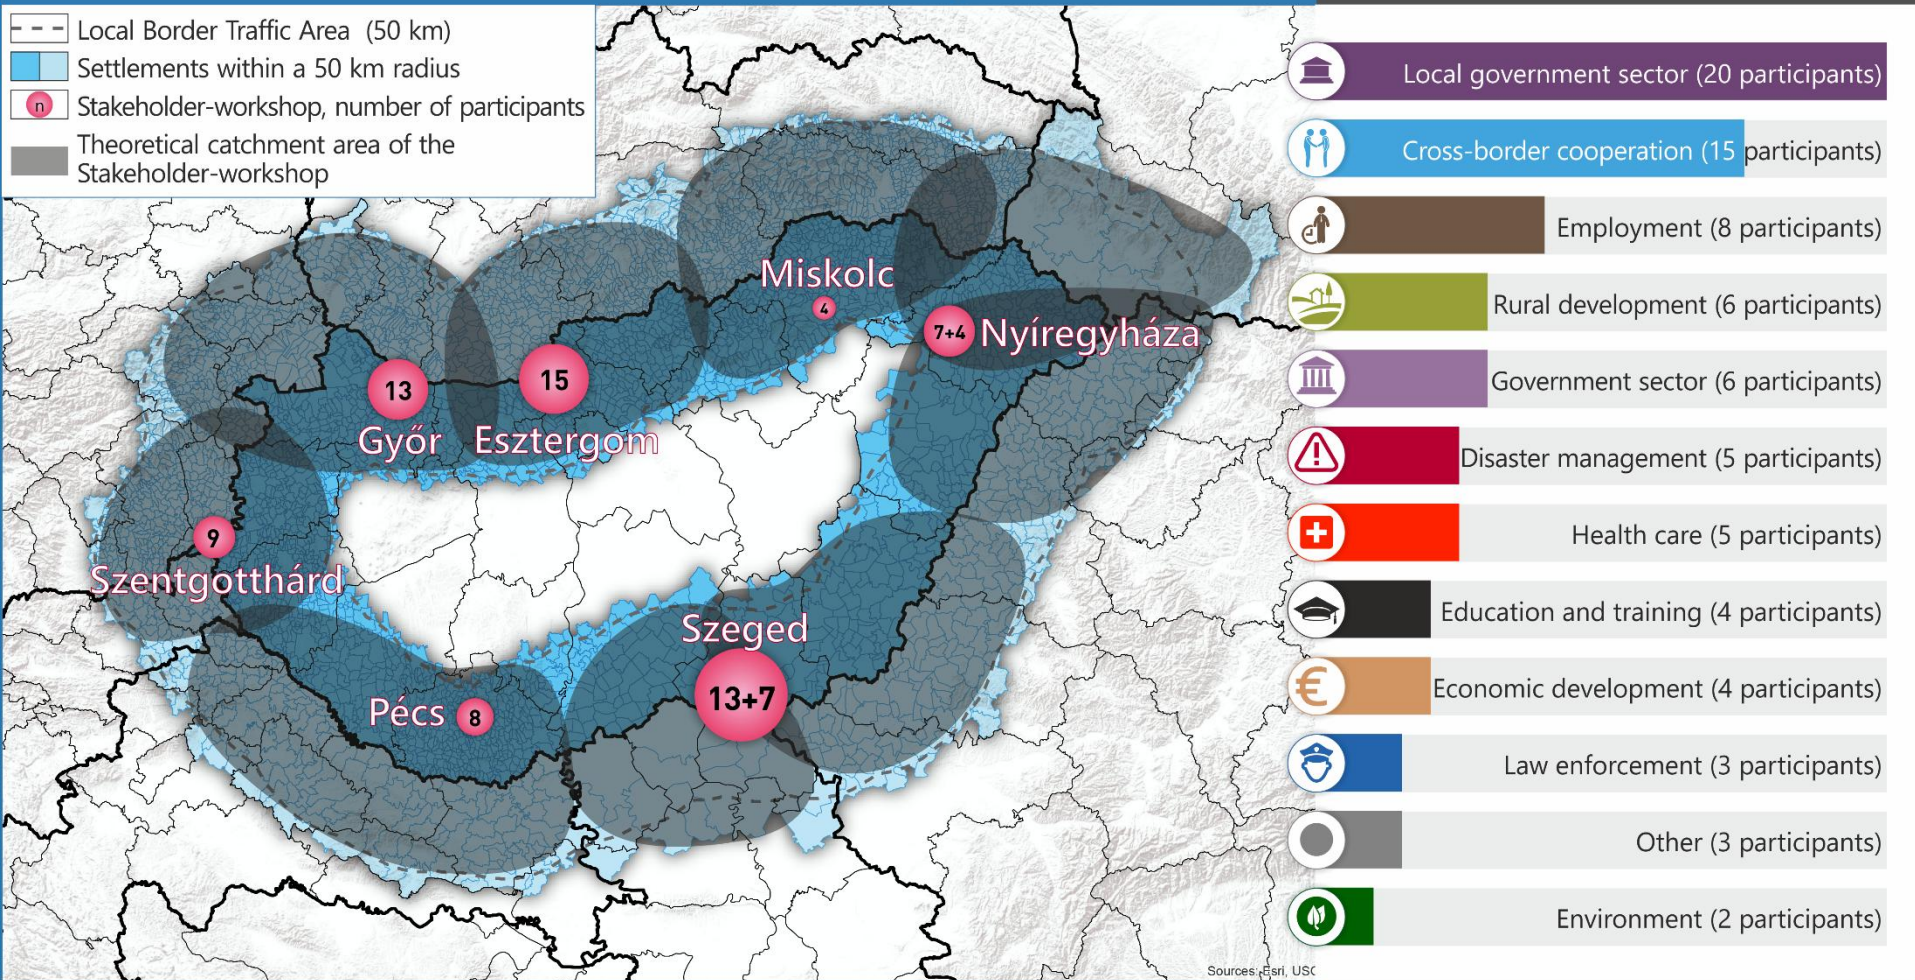 Local Border Traffic Area (50 km)
Settlements within a 50 km radius
n
Stakeholder-workshop, number of participants
Theoretical catchment area of the
Stakeholder-workshop
Miskolc
4
7+4
Nyíregyháza
13
15
Győr
Esztergom
9
Szentgotthárd
Szeged
13+7
Pécs
8
Sources: Esri, USG
Local government sector (20 participants)
Cross-border cooperation (15 participants)
Employment (8 participants)
Rural development (6 participants)
Government sector (6 participants)
Disaster management (5 participants)
Health care (5 participants)
Education and training (4 participants)
€
Economic development (4 participants)
Law enforcement (3 participants)
Other (3 participants)
Environment (2 participants)